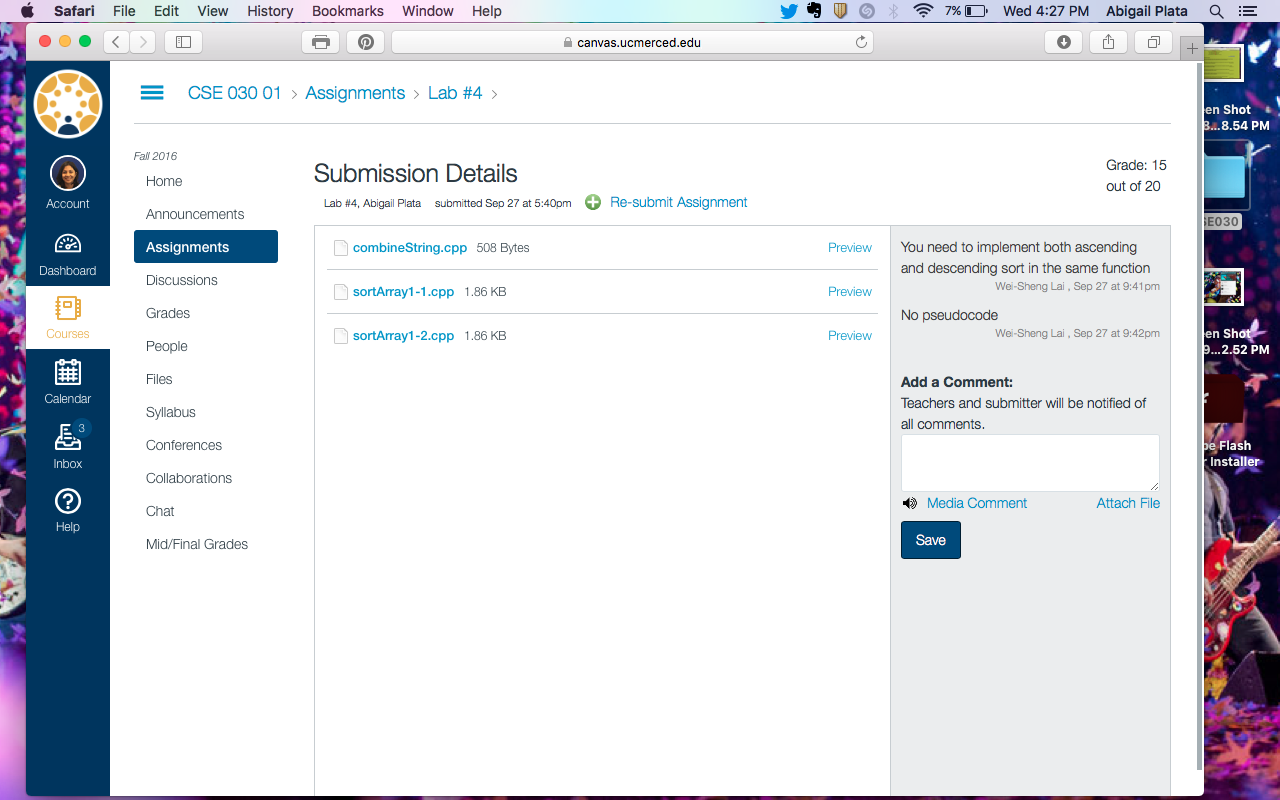 Safari File Edit View History Bookmarks Window Help 7% Wed 4:27 PM Abigail Plata
canvas.ucmerced.edu
CSE 030 01 > Assignments > Lab #4 >
Account
Dashboard
Courses
Calendar
3
Inbox
Help
Fall 2016
Home
Announcements
Assignments
Discussions
Grades
People
Files
Syllabus
Conferences
Collaborations
Chat
Mid/Final Grades
Submission Details
Lab #4, Abigail Plata submitted Sep 27 at 5:40pm Re-submit Assignment
Grade: 15
out of 20
combineString.cpp 508 Bytes Preview
sortArray1-1.cpp 1.86 KB Preview
sortArray1-2.cpp 1.86 KB Preview
You need to implement both ascending
and descending sort in the same function
Wei-Sheng Lai , Sep 27 at 9:41pm
No pseudocode
Wei-Sheng Lai , Sep 27 at 9:42pm
Add a Comment:
Teachers and submitter will be notified of
all comments.
Media Comment Attach File
Save
en Shot
8...8.54 PM
SE030
en Shot
9...2.52 PM
be Flash
r Installer